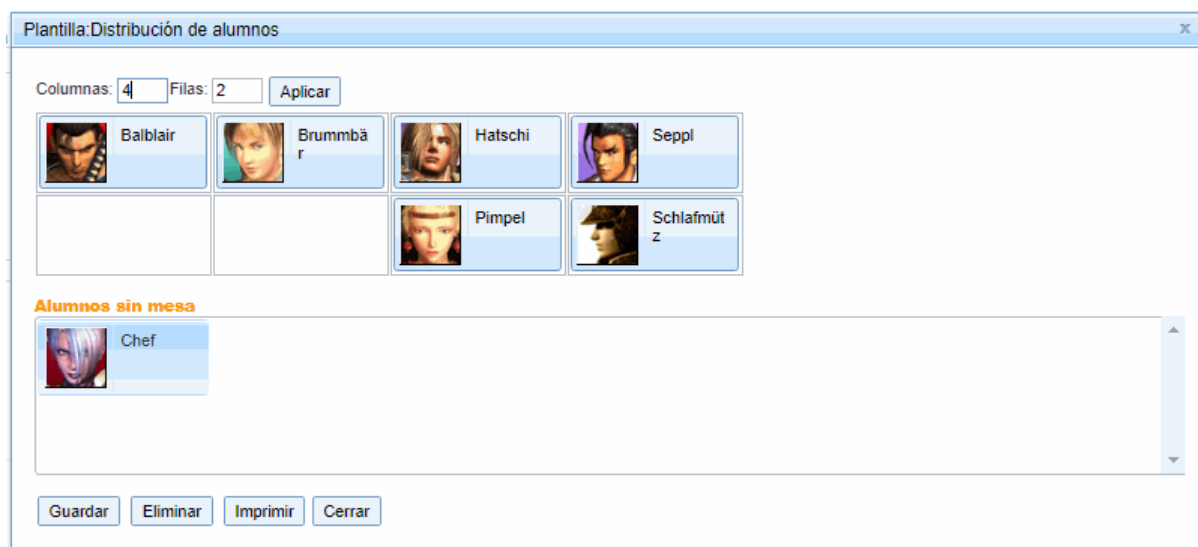 Plantilla:Distribución de alumnos x
Columnas: 4 Filas: 2 Aplicar
Balblair Brummbä Hatschi Seppl
r
Pimpel Schlafmüt
z
Alumnos sin mesa
Chef
Guardar Eliminar Imprimir Cerrar